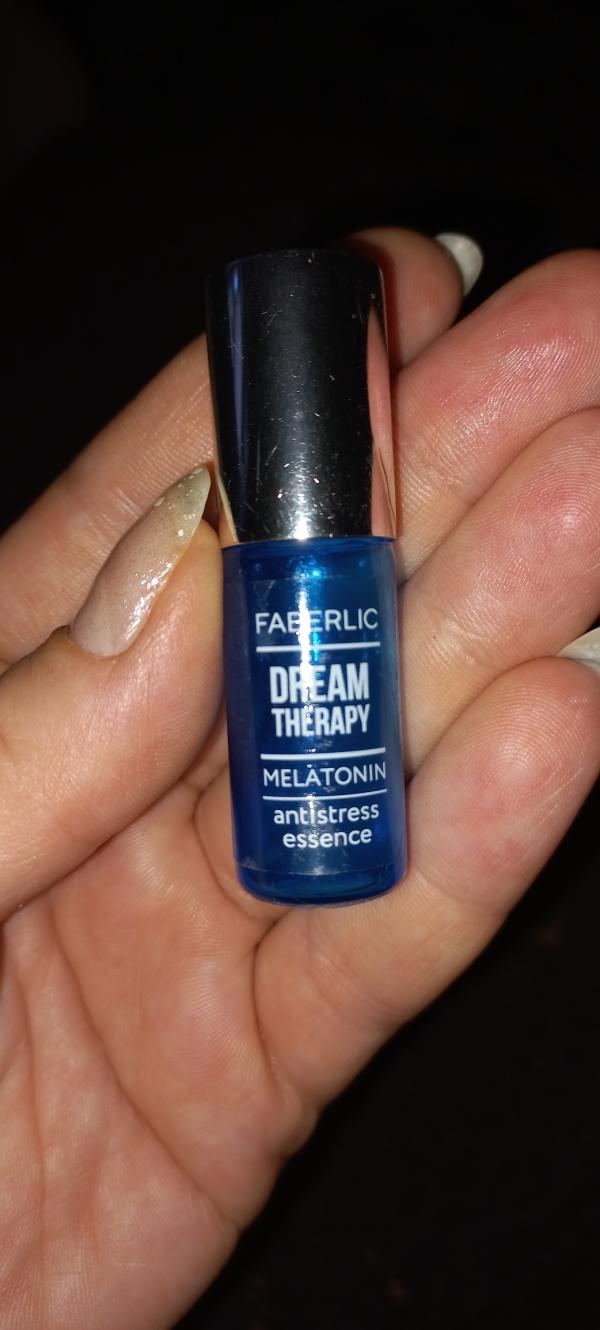 FABERLIC
DREAM
THERAPY
MELATONIN
antistress
essence